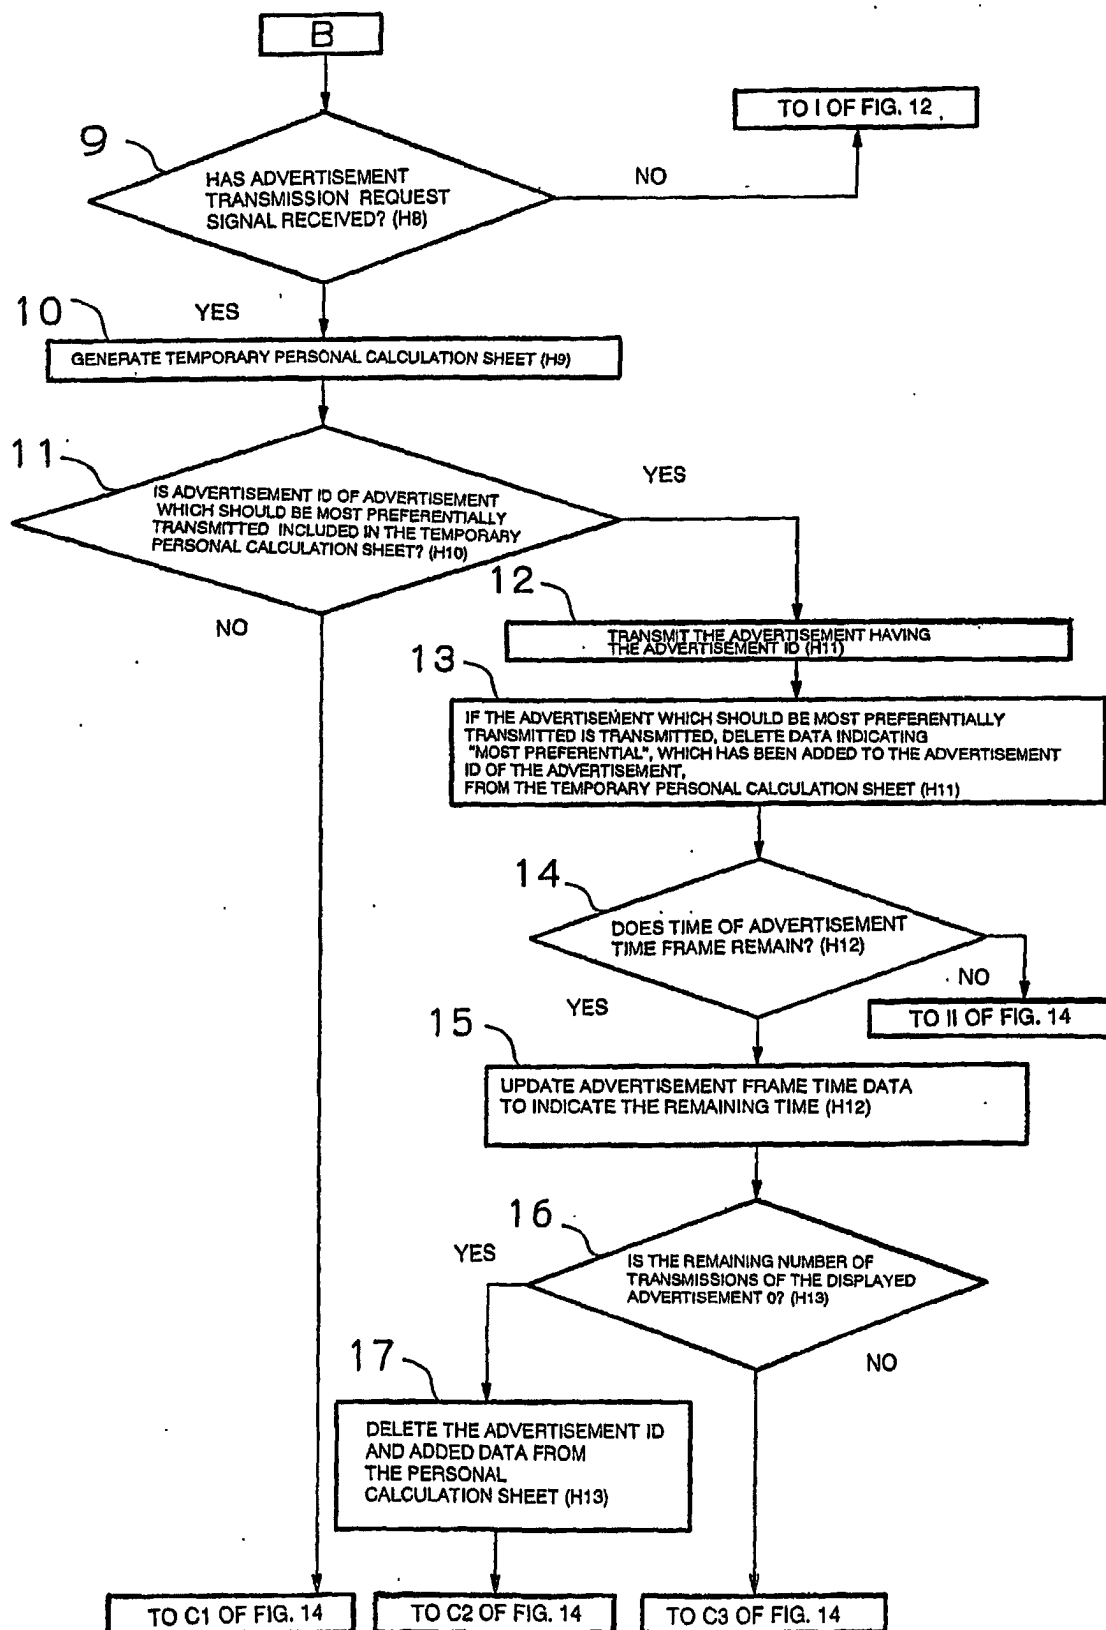 B
TO I OF FIG. 12
9
HAS ADVERTISEMENT
TRANSMISSION REQUEST
SIGNAL RECEIVED? (H8)
NO
YES
10
GENERATE TEMPORARY PERSONAL CALCULATION SHEET (H9)
11
YES
IS ADVERTISEMENT ID OF ADVERTISEMENT
WHICH SHOULD BE MOST PREFERENTIALLY
TRANSMITTED INCLUDED IN THE TEMPORARY
PERSONAL CALCULATION SHEET? (H10)
NO
12
TRANSMIT THE ADVERTISEMENT HAVING
THE ADVERTISEMENT ID (H11)
13
IF THE ADVERTISEMENT WHICH SHOULD BE MOST PREFERENTIALLY
TRANSMITTED IS TRANSMITTED, DELETE DATA INDICATING
"MOST PREFERENTIAL", WHICH HAS BEEN ADDED TO THE ADVERTISEMENT
ID OF THE ADVERTISEMENT,
FROM THE TEMPORARY PERSONAL CALCULATION SHEET (H11)
14
DOES TIME OF ADVERTISEMENT
TIME FRAME REMAIN? (H12)
NO
YES
TO II OF FIG. 14
15
UPDATE ADVERTISEMENT FRAME TIME DATA
TO INDICATE THE REMAINING TIME (H12)
16
YES
IS THE REMAINING NUMBER OF
TRANSMISSIONS OF THE DISPLAYED
ADVERTISEMENT 0? (H13)
NO
17
DELETE THE ADVERTISEMENT ID
AND ADDED DATA FROM
THE PERSONAL
CALCULATION SHEET (H13)
TO C1 OF FIG. 14
TO C2 OF FIG. 14
TO C3 OF FIG. 14